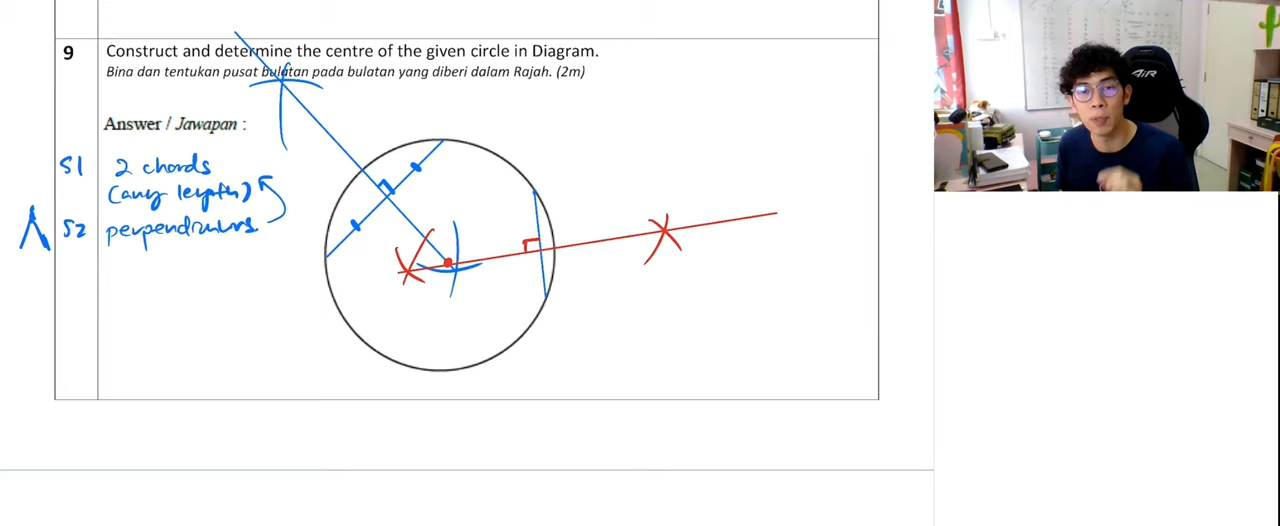 9 Construct and determine the centre of the given circle in Diagram.
Bina dan tentukan pusat bulatan pada bulatan yang diberi dalam Rajah. (2m)
Answer / Jawapan :
S1 2 chords
(any length)
S2
AiR